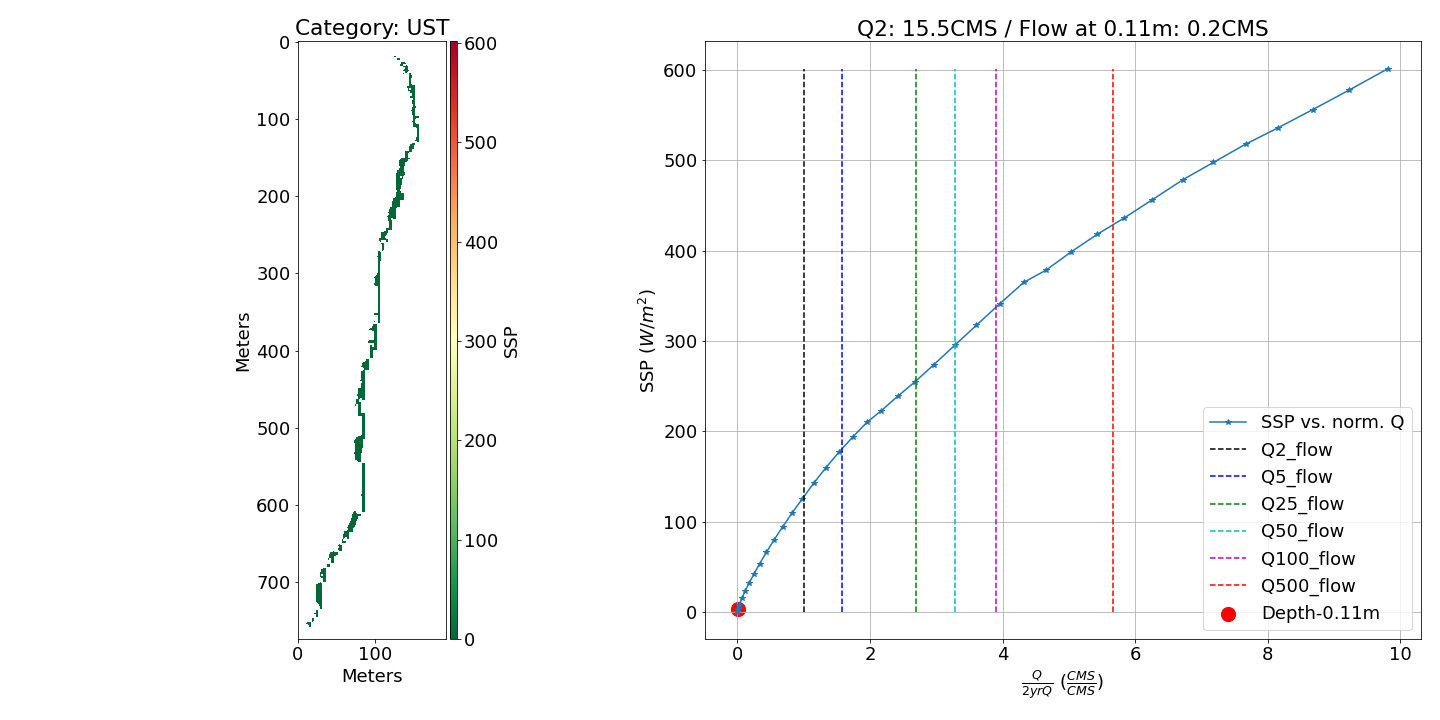 Category: UST
0
100
200
300
400
500
600
700
Meters
0
100
Meters
600
500
400
300
200
100
0
SSP
Q2: 15.5CMS / Flow at 0.11m: 0.2CMS
600
500
400
300
200
100
0
SSP (W/m²)
0
2
4
6
8
10
Q/2yrQ (CMS/CMS)
SSP vs. norm. Q
Q2_flow
Q5_flow
Q25_flow
Q50_flow
Q100_flow
Q500_flow
Depth-0.11m